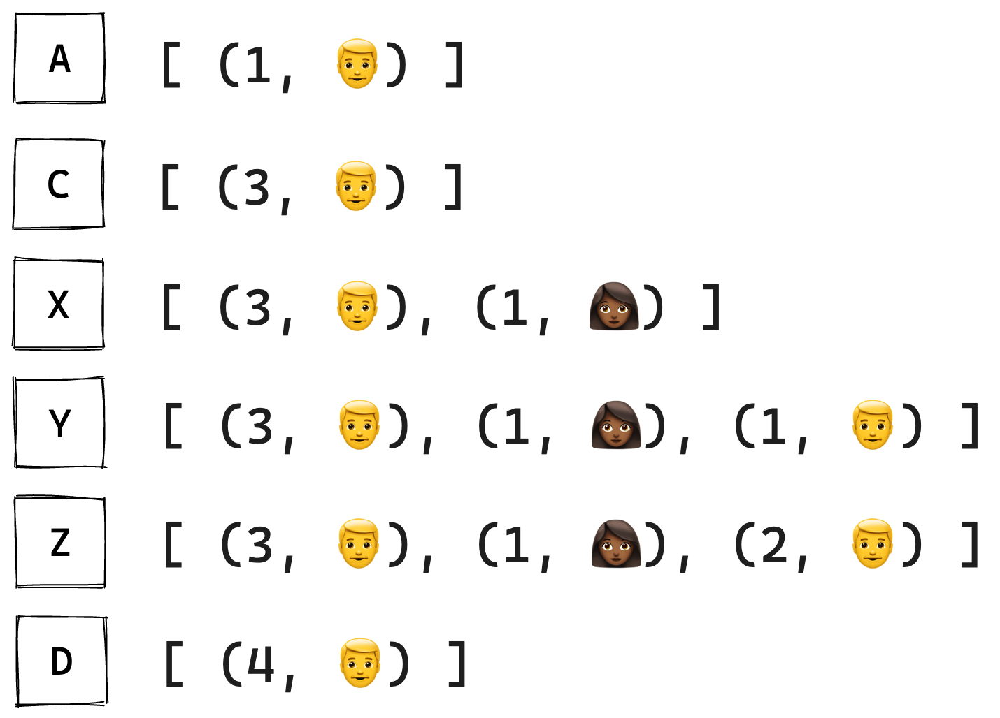 A [ (1, 👱‍♂️) ]
C [ (3, 👱‍♂️) ]
X [ (3, 👱‍♂️), (1, 👩🏾) ]
Y [ (3, 👱‍♂️), (1, 👩🏾), (1, 👱‍♂️) ]
Z [ (3, 👱‍♂️), (1, 👩🏾), (2, 👱‍♂️) ]
D [ (4, 👱‍♂️) ]